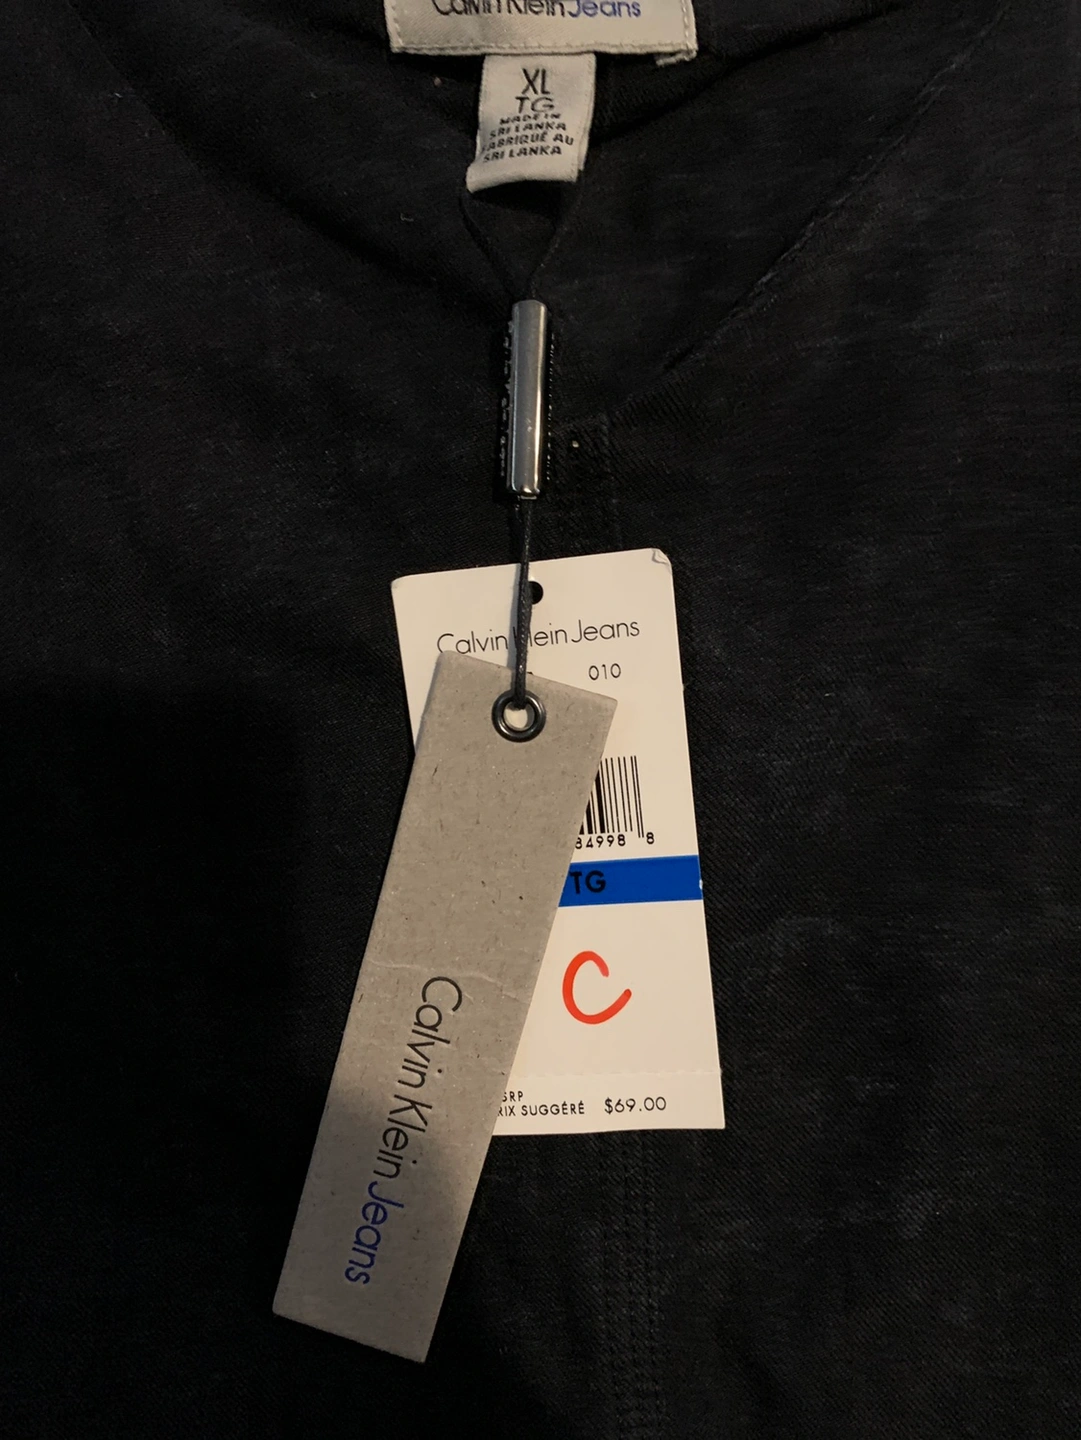 Calvin Klein Jeans
XL
TG
MADE IN
SRI LANKA
FABRIQUÉ AU
SRI LANKA
Calvin Klein Jeans
010
84998 8
TG
C
SRP
RIX SUGGÉRÉ $69.00
Calvin Klein Jeans